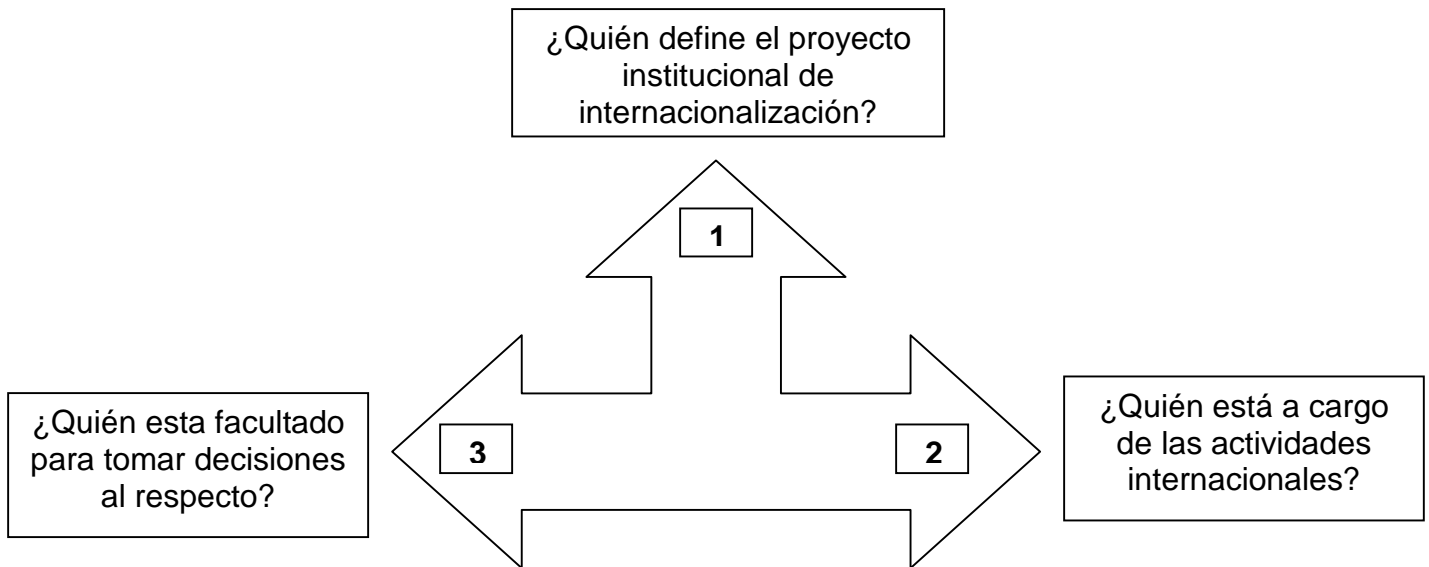 ¿Quién define el proyecto
institucional de
internacionalización?
1
¿Quién esta facultado
para tomar decisiones
al respecto?
3
2
¿Quién está a cargo
de las actividades
internacionales?